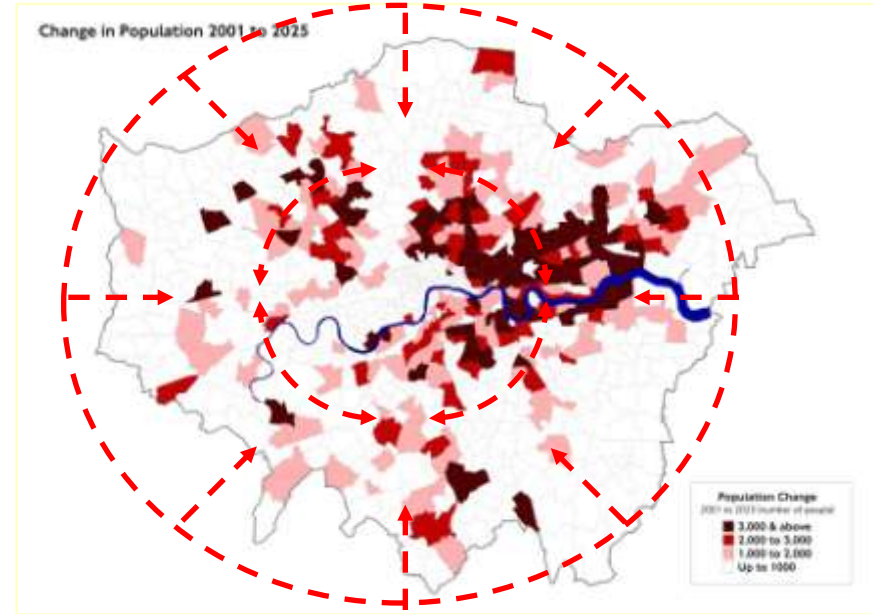 Change in Population 2001 to 2025
Population Change
2001 to 2025 (number of people)
3,000 & above
2,000 to 3,000
1,000 to 2,000
Up to 1000